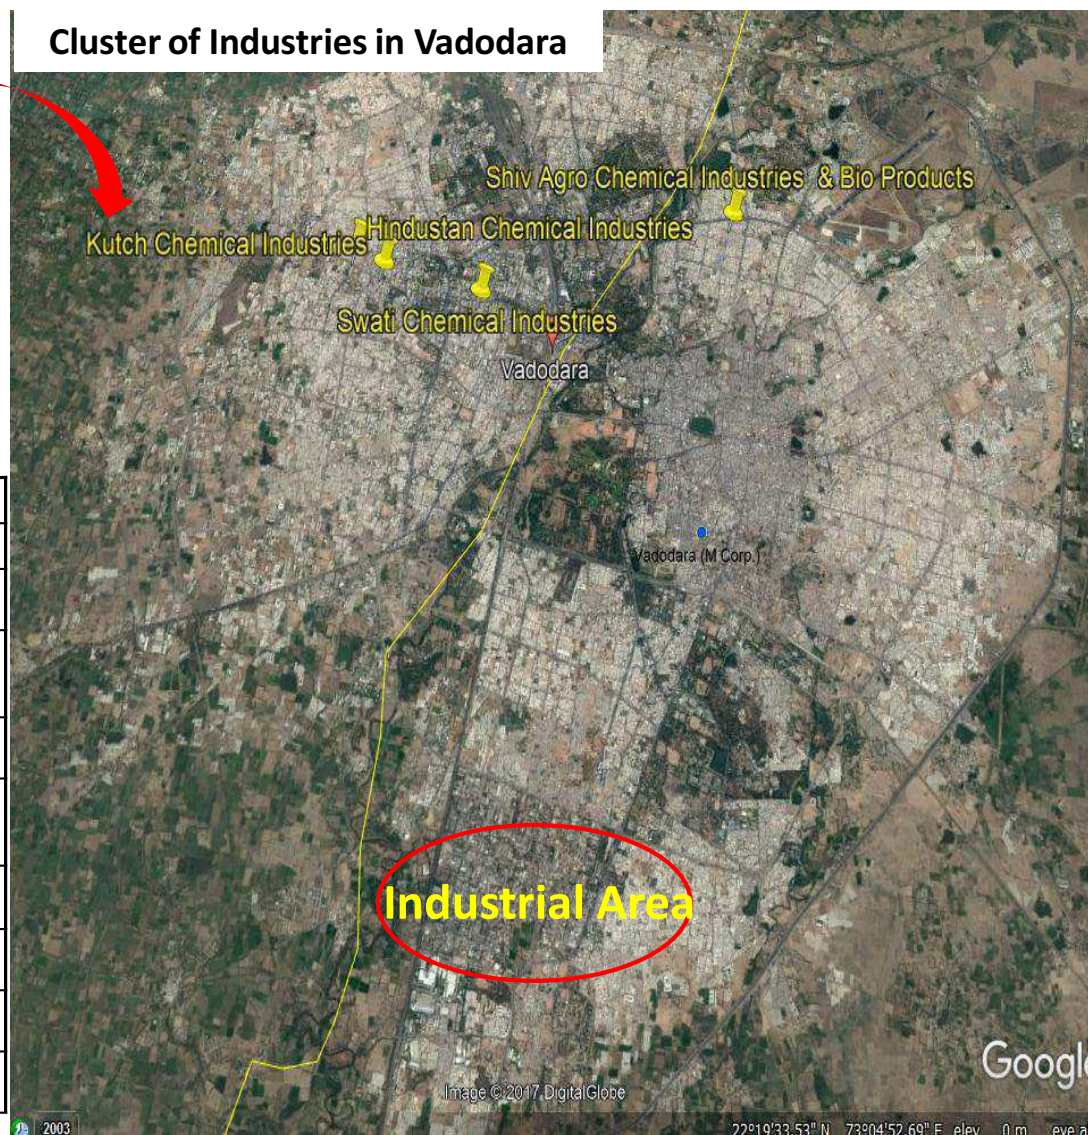 Cluster of Industries in Vadodara
Shiv Agro Chemical Industries & Bio Products
Hindustan Chemical Industries
Kutch Chemical Industries
Swati Chemical Industries
Vadodara
Vadodara (M Corp.)
Industrial Area
Google
Image © 2017 DigitalGlobe
2003
22°19'33.53" N 73°04'52.69" E elev 0 m eye a